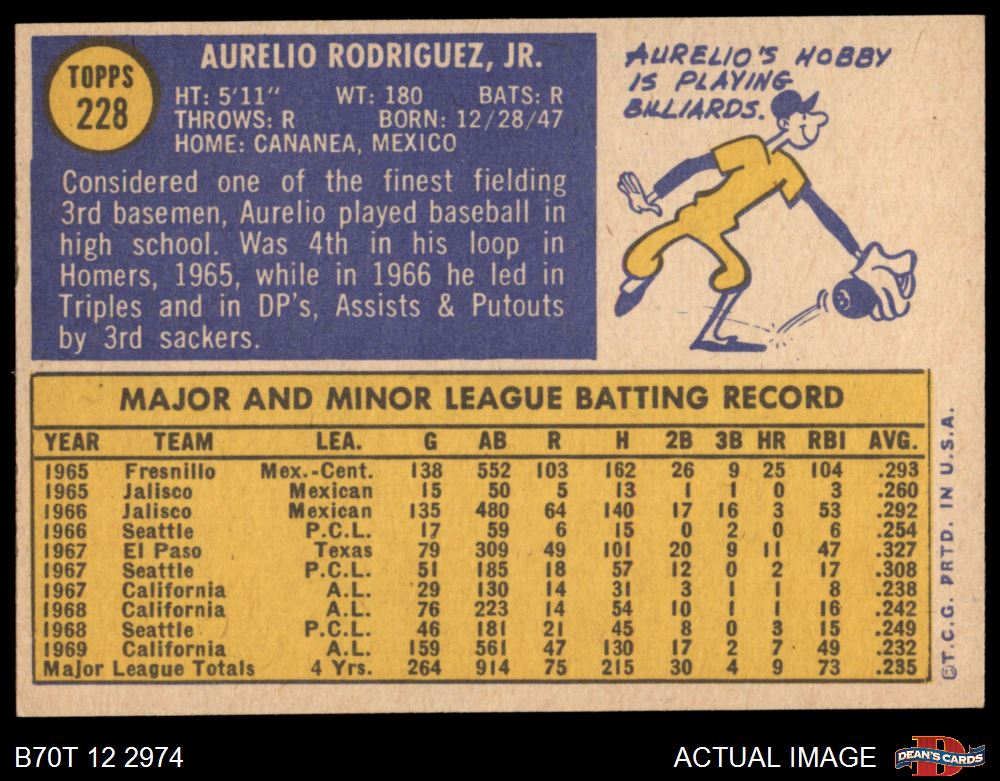 TOPPS
228
AURELIO RODRIGUEZ, JR.
HT: 5'11" WT: 180 BATS: R
THROWS: R BORN: 12/28/47
HOME: CANANEA, MEXICO
Considered one of the finest fielding
3rd basemen, Aurelio played baseball in
high school. Was 4th in his loop in
Homers, 1965, while in 1966 he led in
Triples and in DP's, Assists & Putouts
by 3rd sackers.
AURELIO'S HOBBY
IS PLAYING
BILLIARDS.
MAJOR AND MINOR LEAGUE BATTING RECORD
YEAR TEAM LEA. G AB R H 2B 3B HR RBI AVG.
1965 Fresnillo Mex.-Cent. 138 552 103 162 26 9 25 104 .293
1965 Jalisco Mexican 15 50 5 13 1 1 0 3 .260
1966 Jalisco Mexican 135 480 64 140 17 16 3 53 .292
1966 Seattle P.C.L. 17 59 6 15 0 2 0 6 .254
1967 El Paso Texas 79 309 49 101 20 9 11 47 .327
1967 Seattle P.C.L. 51 185 18 57 12 0 2 17 .308
1967 California A.L. 29 130 14 31 3 1 1 8 .238
1968 California A.L. 76 223 14 54 10 1 1 16 .242
1968 Seattle P.C.L. 46 181 21 45 8 0 3 15 .249
1969 California A.L. 159 561 47 130 17 2 7 49 .232
Major League Totals 4 Yrs. 264 914 75 215 30 4 9 73 .235
©T.C.G. PRTD. IN U.S.A.
B70T 12 2974
ACTUAL IMAGE
D
DEAN'S CARDS